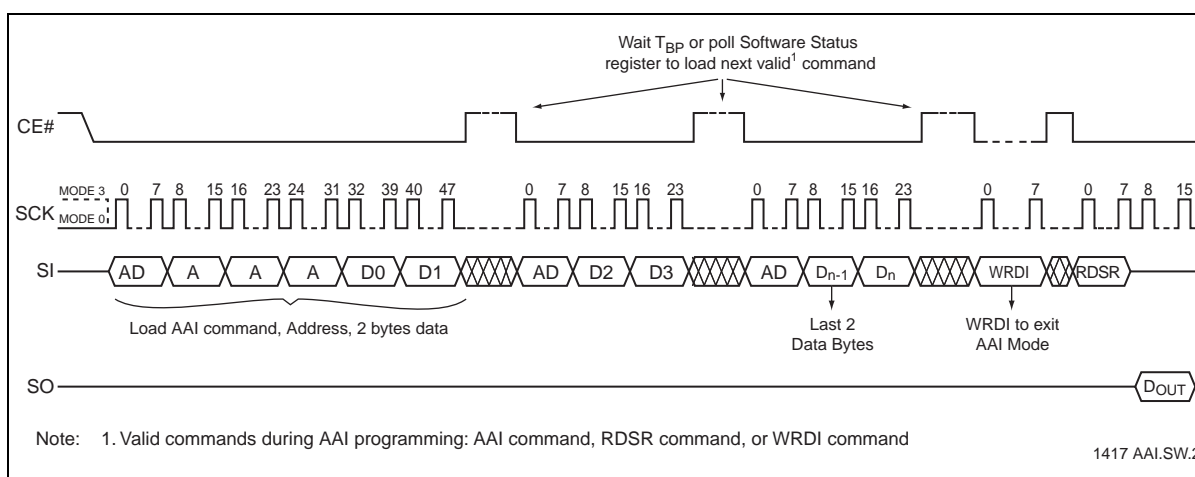 Wait TBP or poll Software Status
register to load next valid1 command
CE#
MODE 3
MODE 0
SCK
0 7 8 15 16 23 24 31 32 39 40 47 0 7 8 15 16 23 0 7 8 15 16 23 0 7 0 7 8 15
SI
AD A A A D0 D1 AD D2 D3 AD Dn-1 Dn WRDI RDSR
Load AAI command, Address, 2 bytes data
Last 2
Data Bytes
WRDI to exit
AAI Mode
SO
DOUT
Note: 1. Valid commands during AAI programming: AAI command, RDSR command, or WRDI command
1417 AAI.SW.2